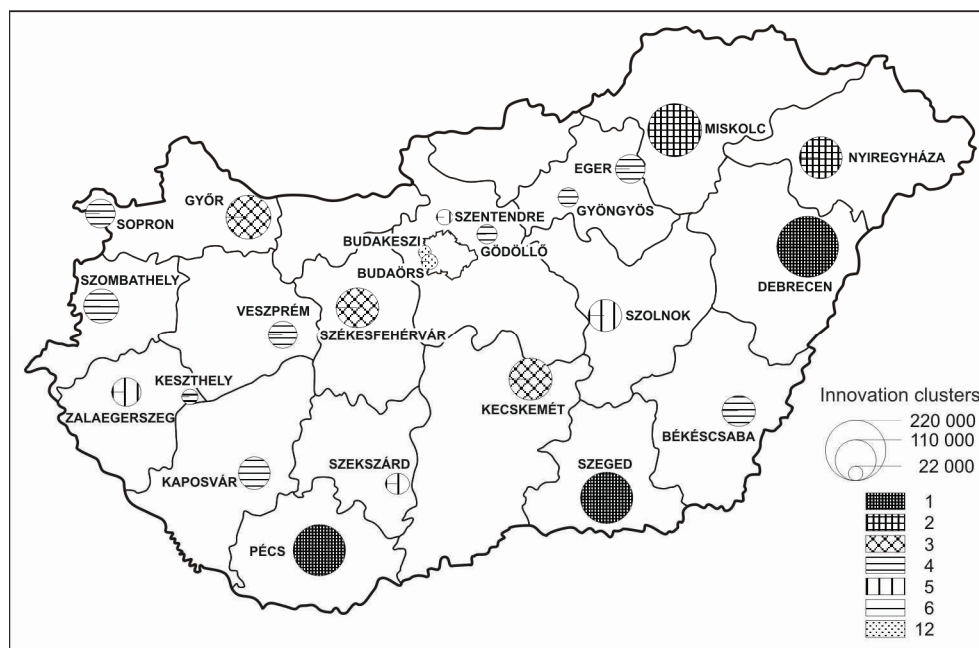 MISKOLC
NYIREGYHÁZA
EGER
GYÖNGYÖS
GYŐR
SOPRON
SZENTENDRE
BUDAKESZI
GÖDÖLLŐ
BUDAÖRS
DEBRECEN
SZOMBATHELY
VESZPRÉM
SZÉKESFEHÉRVÁR
SZOLNOK
KESZTHELY
ZALAEGERSZEG
KECSKEMÉT
BÉKÉSCSABA
KAPOSVÁR
SZEKSZÁRD
SZEGED
PÉCS
Innovation clusters
220 000
110 000
22 000
1
2
3
4
5
6
12